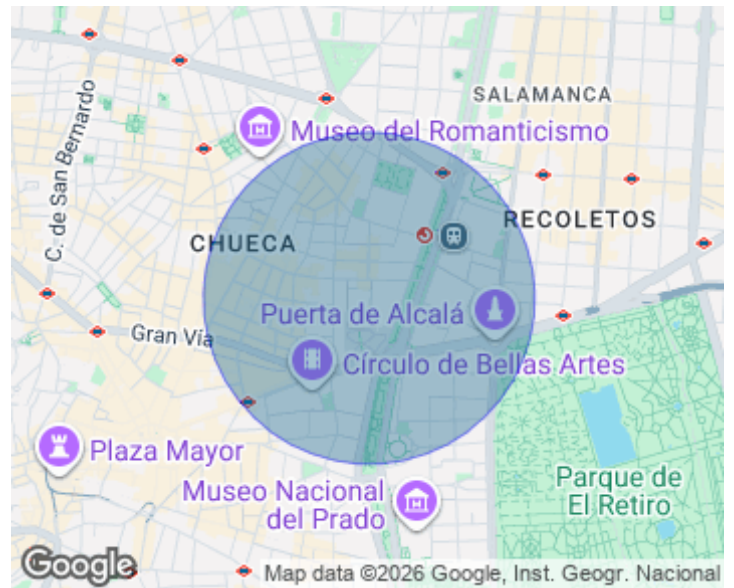 SALAMANCA
C. de San Bernardo
Museo del Romanticismo
RECOLETOS
CHUECA
Puerta de Alcalá
Gran Vía
Círculo de Bellas Artes
Plaza Mayor
Museo Nacional
del Prado
Parque de
El Retiro
Google
Map data ©2026 Google, Inst. Geogr. Nacional